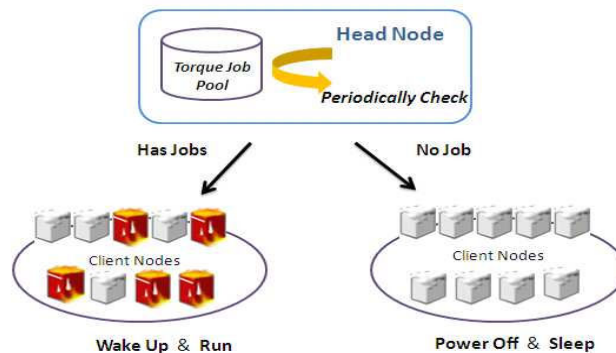 Head Node
Torque Job
Pool
Periodically Check
Has Jobs
No Job
Client Nodes
Client Nodes
Wake Up & Run
Power Off & Sleep